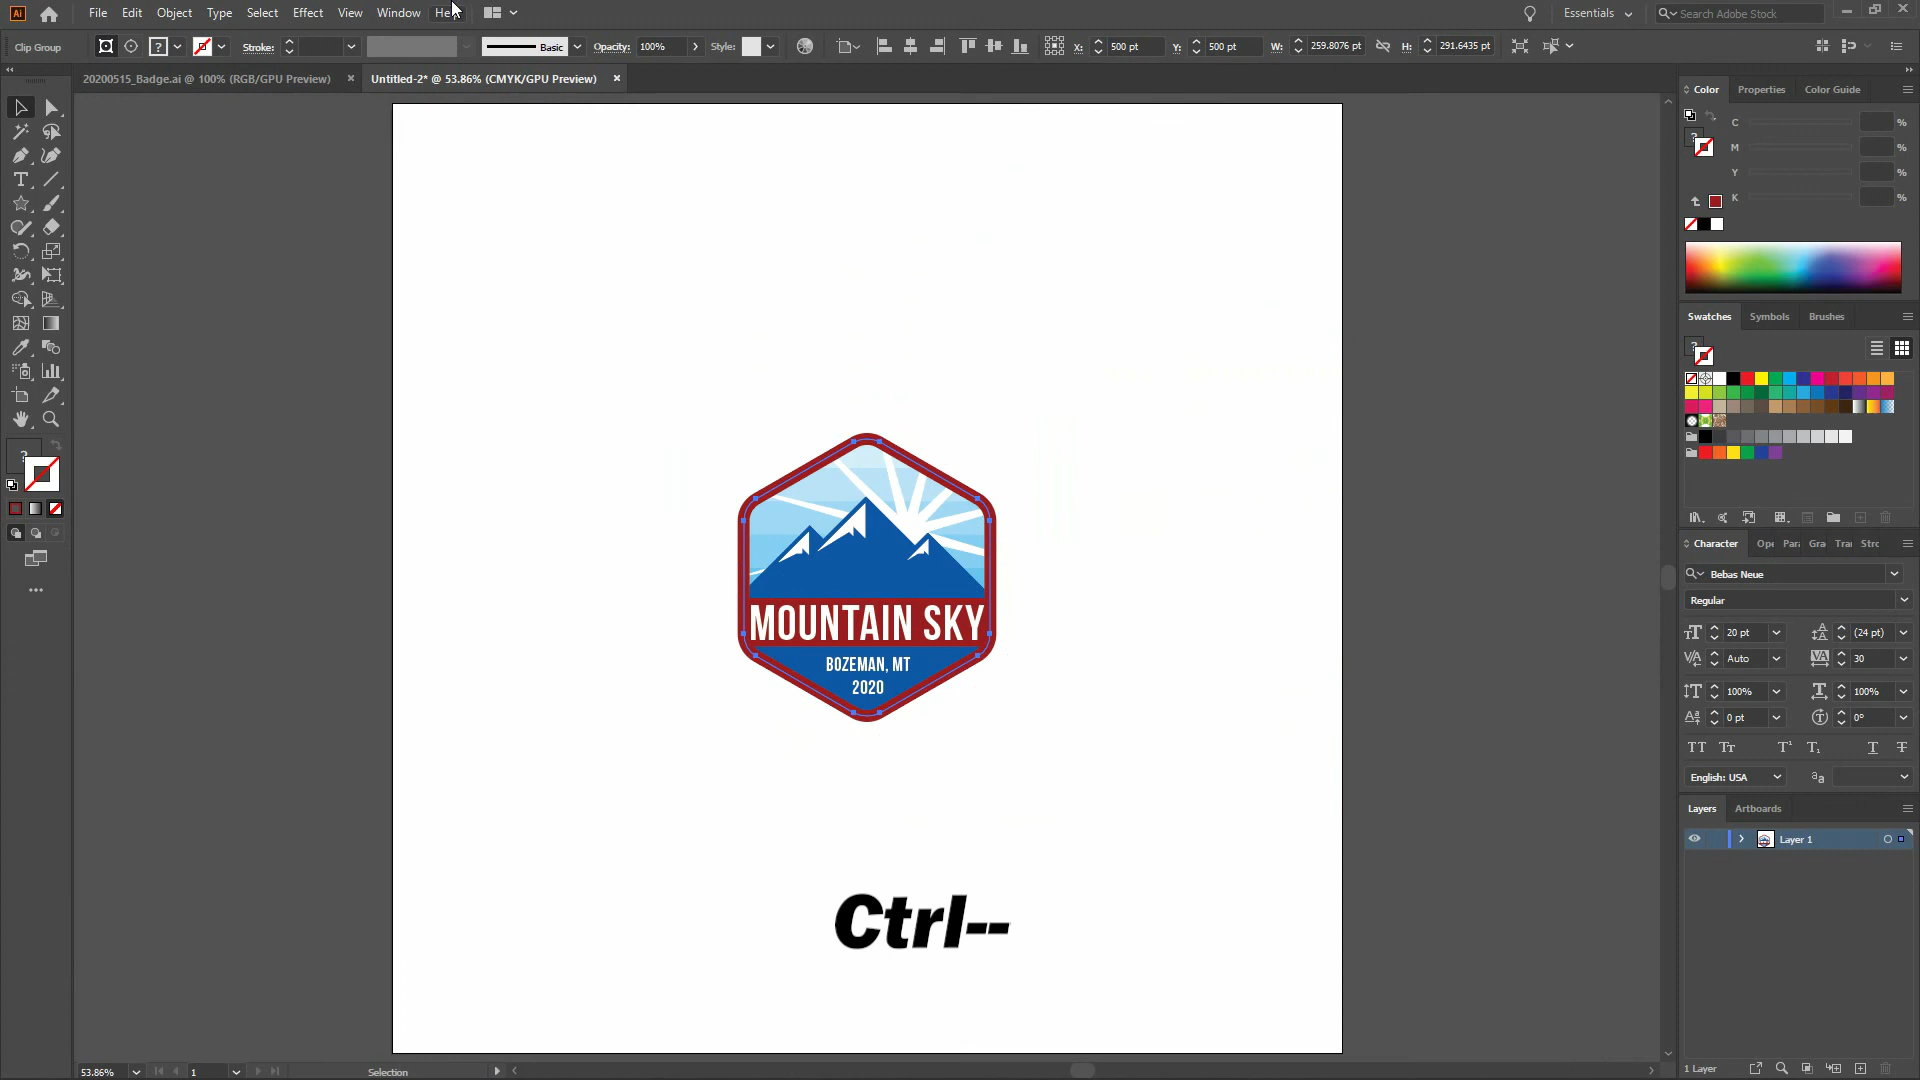 Ai File Edit Object Type Select Effect View Window Essentials Search Adobe Stock
Clip Group ? Stroke: Basic Opacity: 100% Style: X: 500 pt Y: 500 pt W: 259.8076 pt H: 291.6435 pt
20200515_Badge.ai @ 100% (RGB/GPU Preview) × Untitled-2* @ 53.86% (CMYK/GPU Preview) ×
Color Properties Color Guide
C %
M %
Y %
K %
Swatches Symbols Brushes
Character Ope Para Gra Tran Stro
Bebas Neue
Regular
20 pt (24 pt)
Auto 30
100% 100%
0 pt 0°
English: USA
Layers Artboards
Layer 1
MOUNTAIN SKY
BOZEMAN, MT
2020
Ctrl--
53.86% 1 Selection
1 Layer